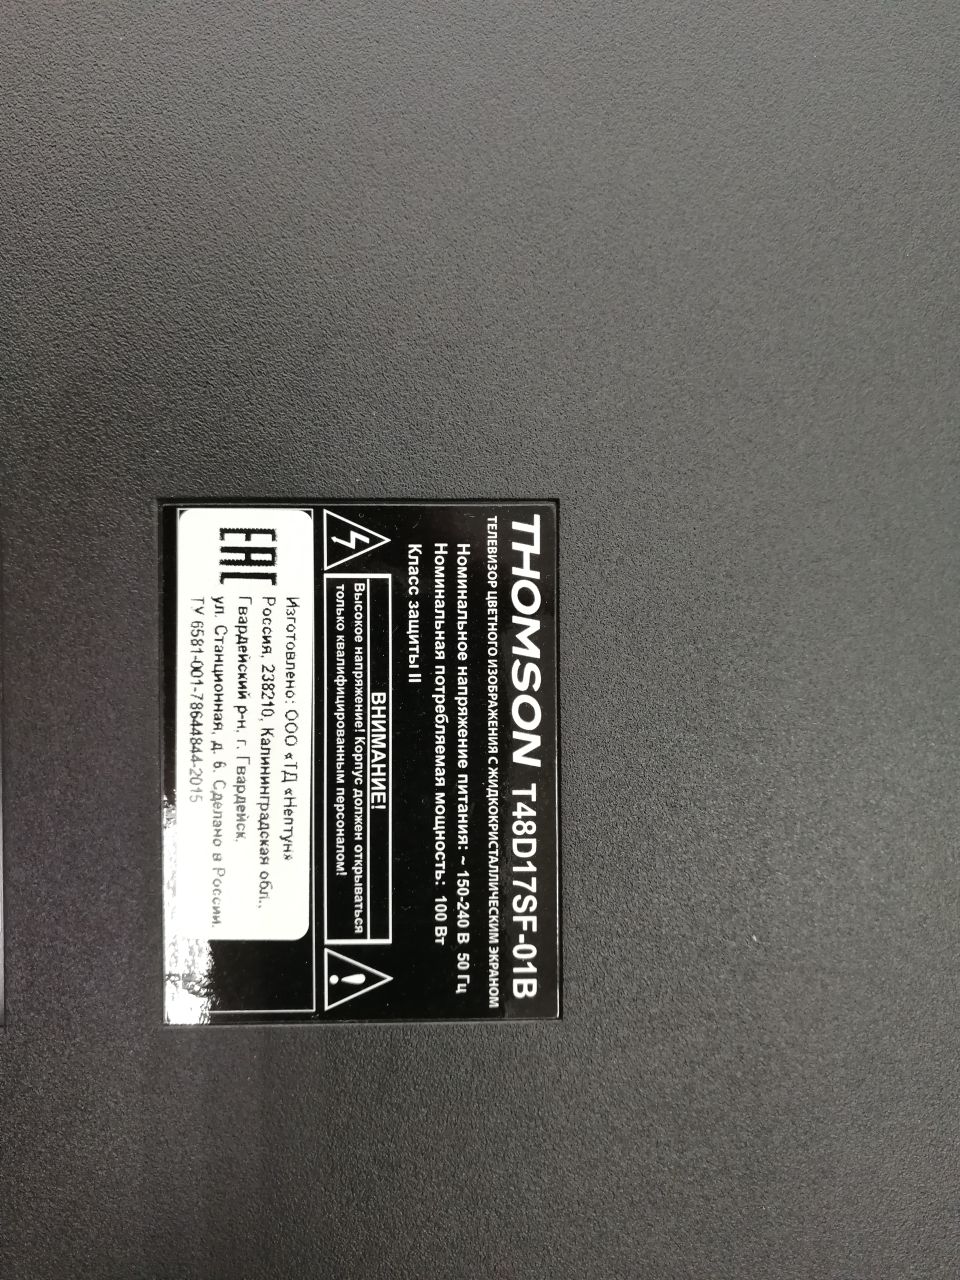 THOMSON T48D17SF-01B
ТЕЛЕВИЗОР ЦВЕТНОГО ИЗОБРАЖЕНИЯ С ЖИДКОКРИСТАЛЛИЧЕСКИМ ЭКРАНОМ
Номинальное напряжение питания: ~ 150-240 В 50 Гц
Номинальная потребляемая мощность: 100 Вт
Класс защиты II
ВНИМАНИЕ!
Высокое напряжение! Корпус должен открываться
только квалифицированным персоналом!
EAC
Изготовлено: ООО «ТД «Нептун»
Россия, 238210, Калининградская обл.,
Гвардейский р-н, г. Гвардейск,
ул. Станционная, д. 6. Сделано в России.
ТУ 6581-001-78644844-2015